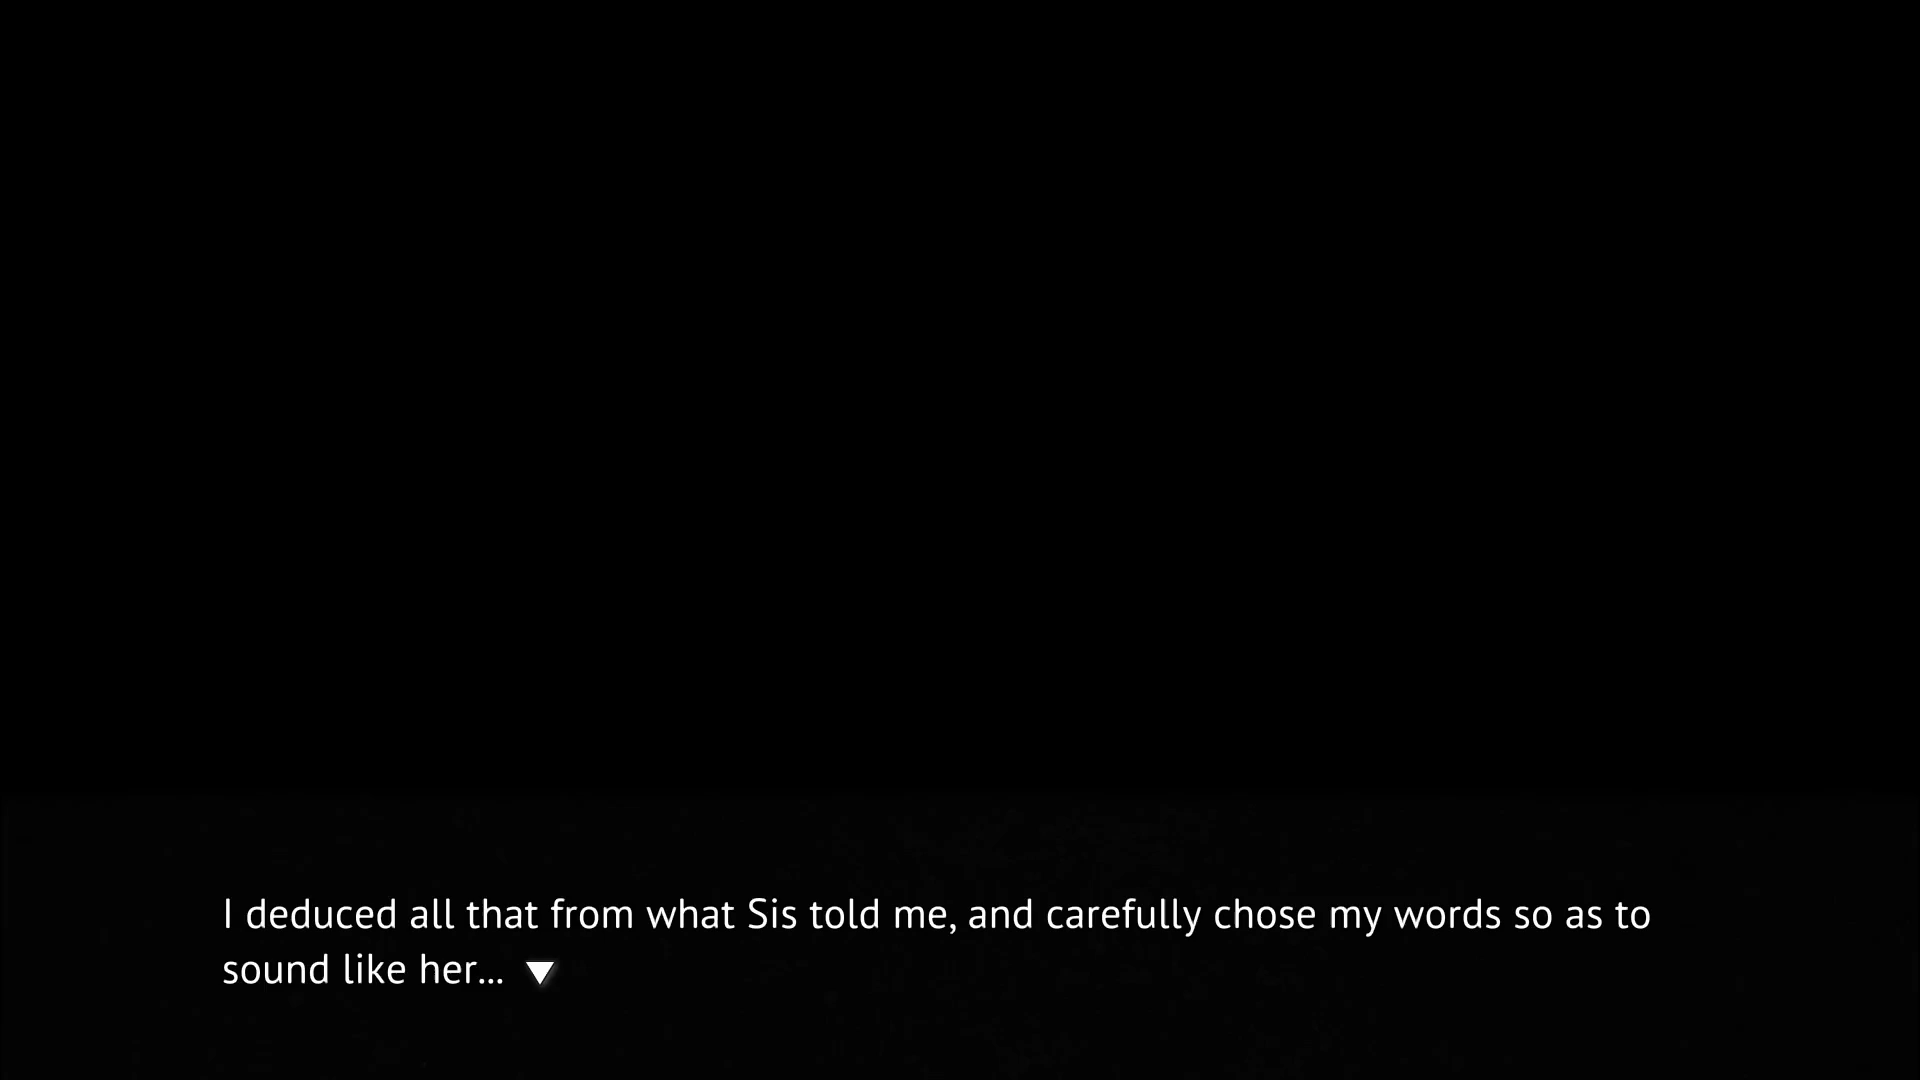 I deduced all that from what Sis told me, and carefully chose my words so as to
sound like her...